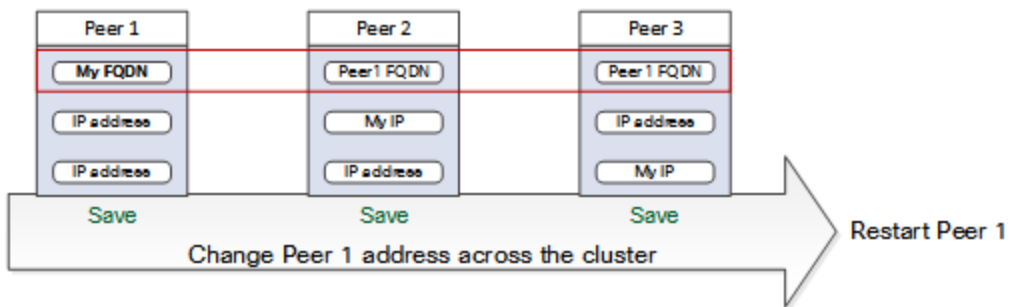 Peer 1
Peer 2
Peer 3
My FQDN
Peer1 FQDN
Peer1 FQDN
IP address
My IP
IP address
IP address
IP address
My IP
Save
Save
Save
Restart Peer 1
Change Peer 1 address across the cluster